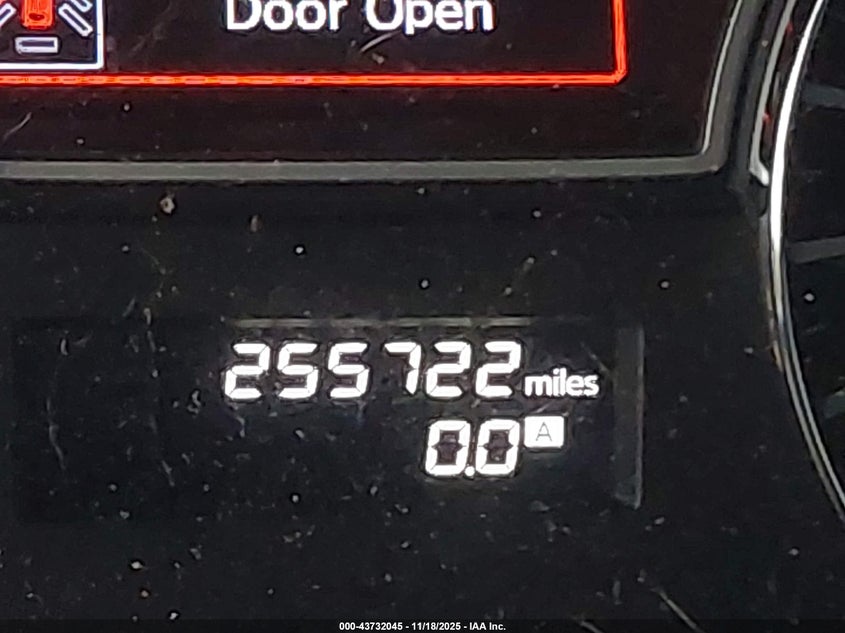 Door Open
255722 miles
0.0 A
000-43732045 - 11/18/2025 - IAA Inc.